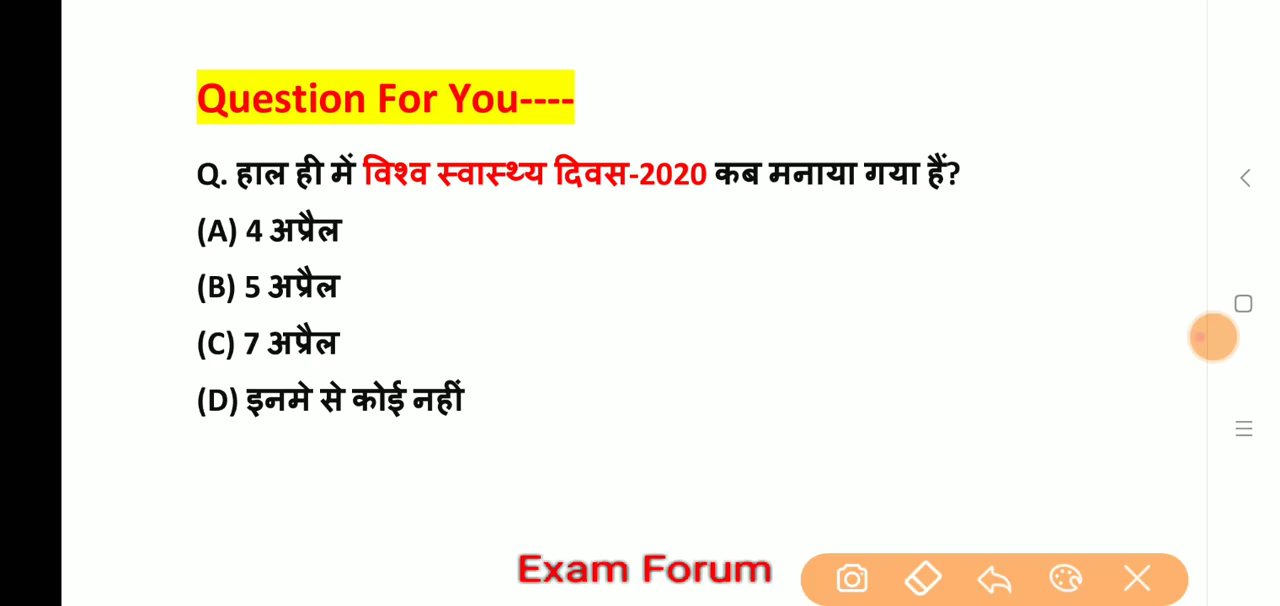 Question For You----
Q. हाल ही में विश्व स्वास्थ्य दिवस-2020 कब मनाया गया हैं?
(A) 4 अप्रैल
(B) 5 अप्रैल
(C) 7 अप्रैल
(D) इनमे से कोई नहीं
Exam Forum